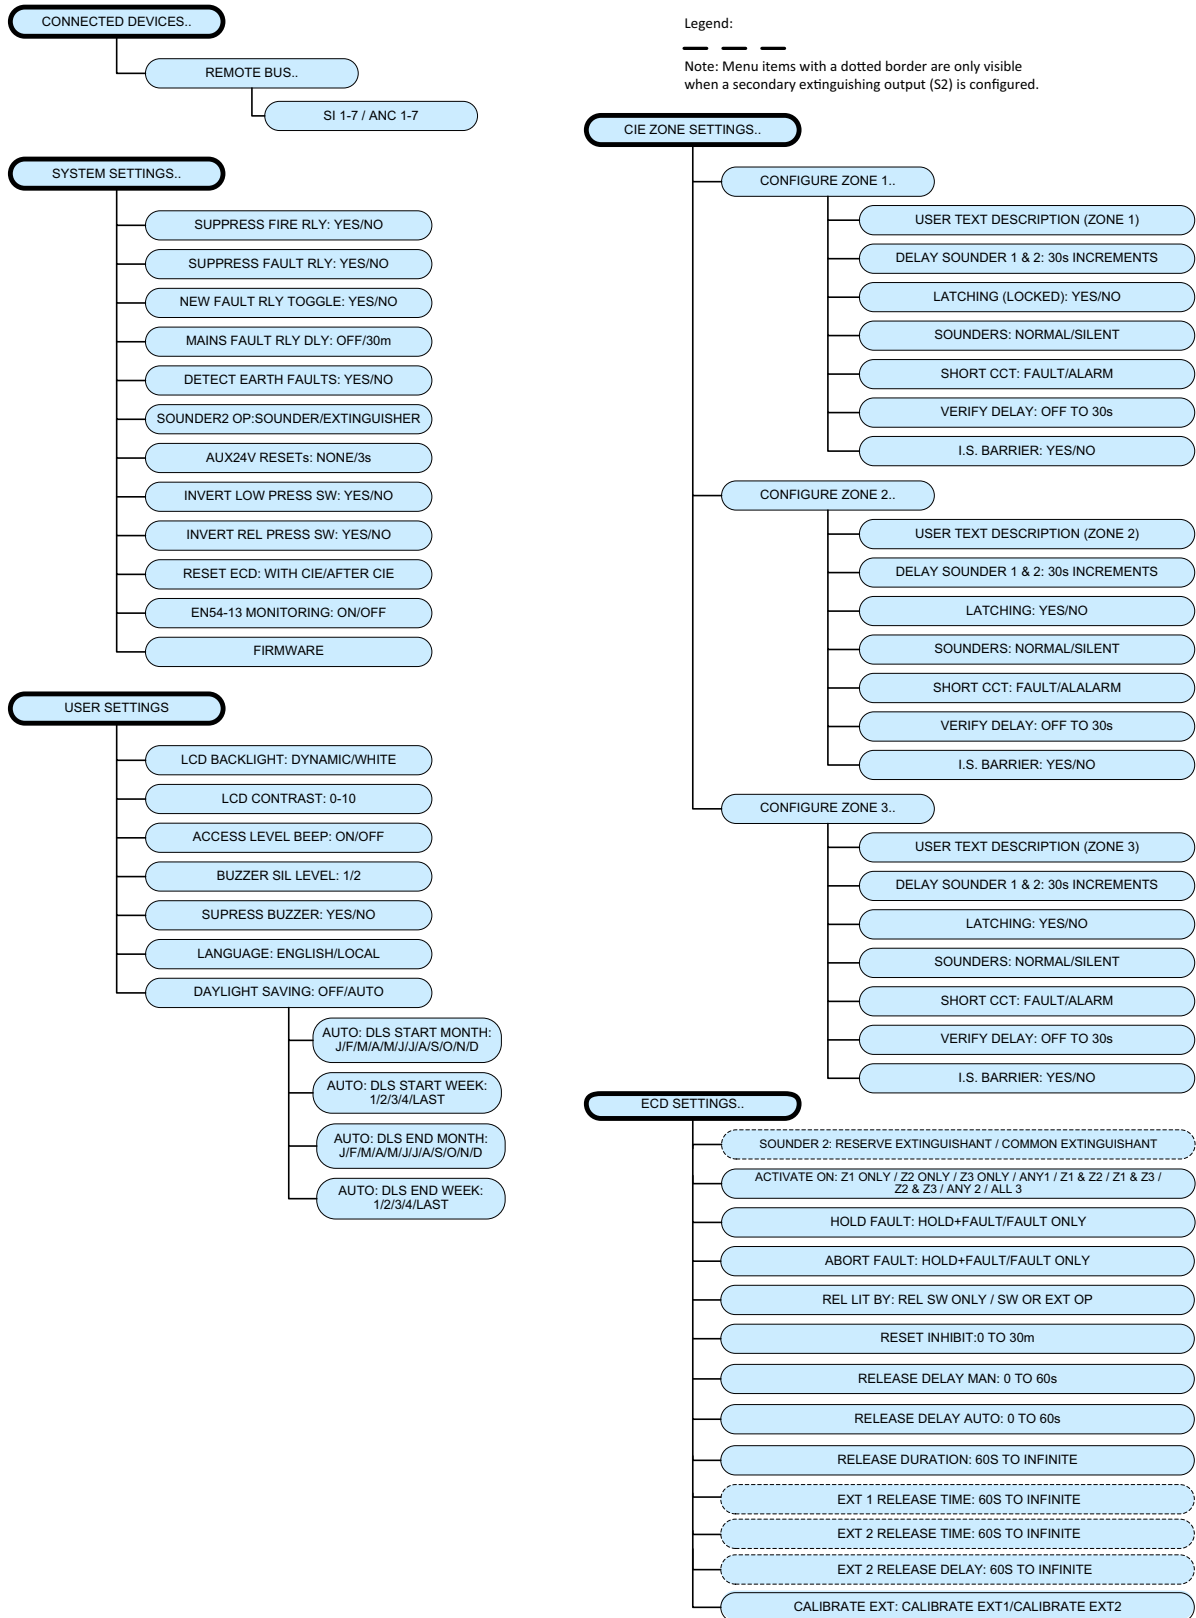 CONNECTED DEVICES..
REMOTE BUS..
SI 1-7 / ANC 1-7
SYSTEM SETTINGS..
SUPPRESS FIRE RLY: YES/NO
SUPPRESS FAULT RLY: YES/NO
NEW FAULT RLY TOGGLE: YES/NO
MAINS FAULT RLY DLY: OFF/30m
DETECT EARTH FAULTS: YES/NO
SOUNDER2 OP:SOUNDER/EXTINGUISHER
AUX24V RESETs: NONE/3s
INVERT LOW PRESS SW: YES/NO
INVERT REL PRESS SW: YES/NO
RESET ECD: WITH CIE/AFTER CIE
EN54-13 MONITORING: ON/OFF
FIRMWARE
USER SETTINGS
LCD BACKLIGHT: DYNAMIC/WHITE
LCD CONTRAST: 0-10
ACCESS LEVEL BEEP: ON/OFF
BUZZER SIL LEVEL: 1/2
SUPRESS BUZZER: YES/NO
LANGUAGE: ENGLISH/LOCAL
DAYLIGHT SAVING: OFF/AUTO
AUTO: DLS START MONTH:
J/F/M/A/M/J/J/A/S/O/N/D
AUTO: DLS START WEEK:
1/2/3/4/LAST
AUTO: DLS END MONTH:
J/F/M/A/M/J/J/A/S/O/N/D
AUTO: DLS END WEEK:
1/2/3/4/LAST
Legend:
Note: Menu items with a dotted border are only visible
when a secondary extinguishing output (S2) is configured.
CIE ZONE SETTINGS..
CONFIGURE ZONE 1..
USER TEXT DESCRIPTION (ZONE 1)
DELAY SOUNDER 1 & 2: 30s INCREMENTS
LATCHING (LOCKED): YES/NO
SOUNDERS: NORMAL/SILENT
SHORT CCT: FAULT/ALARM
VERIFY DELAY: OFF TO 30s
I.S. BARRIER: YES/NO
CONFIGURE ZONE 2..
USER TEXT DESCRIPTION (ZONE 2)
DELAY SOUNDER 1 & 2: 30s INCREMENTS
LATCHING: YES/NO
SOUNDERS: NORMAL/SILENT
SHORT CCT: FAULT/ALALARM
VERIFY DELAY: OFF TO 30s
I.S. BARRIER: YES/NO
CONFIGURE ZONE 3..
USER TEXT DESCRIPTION (ZONE 3)
DELAY SOUNDER 1 & 2: 30s INCREMENTS
LATCHING: YES/NO
SOUNDERS: NORMAL/SILENT
SHORT CCT: FAULT/ALARM
VERIFY DELAY: OFF TO 30s
I.S. BARRIER: YES/NO
ECD SETTINGS..
SOUNDER 2: RESERVE EXTINGUISHANT / COMMON EXTINGUISHANT
ACTIVATE ON: Z1 ONLY / Z2 ONLY / Z3 ONLY / ANY1 / Z1 & Z2 / Z1 & Z3 /
Z2 & Z3 / ANY 2 / ALL 3
HOLD FAULT: HOLD+FAULT/FAULT ONLY
ABORT FAULT: HOLD+FAULT/FAULT ONLY
REL LIT BY: REL SW ONLY / SW OR EXT OP
RESET INHIBIT:0 TO 30m
RELEASE DELAY MAN: 0 TO 60s
RELEASE DELAY AUTO: 0 TO 60s
RELEASE DURATION: 60S TO INFINITE
EXT 1 RELEASE TIME: 60S TO INFINITE
EXT 2 RELEASE TIME: 60S TO INFINITE
EXT 2 RELEASE DELAY: 60S TO INFINITE
CALIBRATE EXT: CALIBRATE EXT1/CALIBRATE EXT2